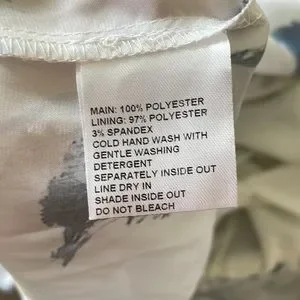 MAIN: 100% POLYESTER
LINING: 97% POLYESTER
3% SPANDEX
COLD HAND WASH WITH
GENTLE WASHING
DETERGENT
SEPARATELY INSIDE OUT
LINE DRY IN
SHADE INSIDE OUT
DO NOT BLEACH